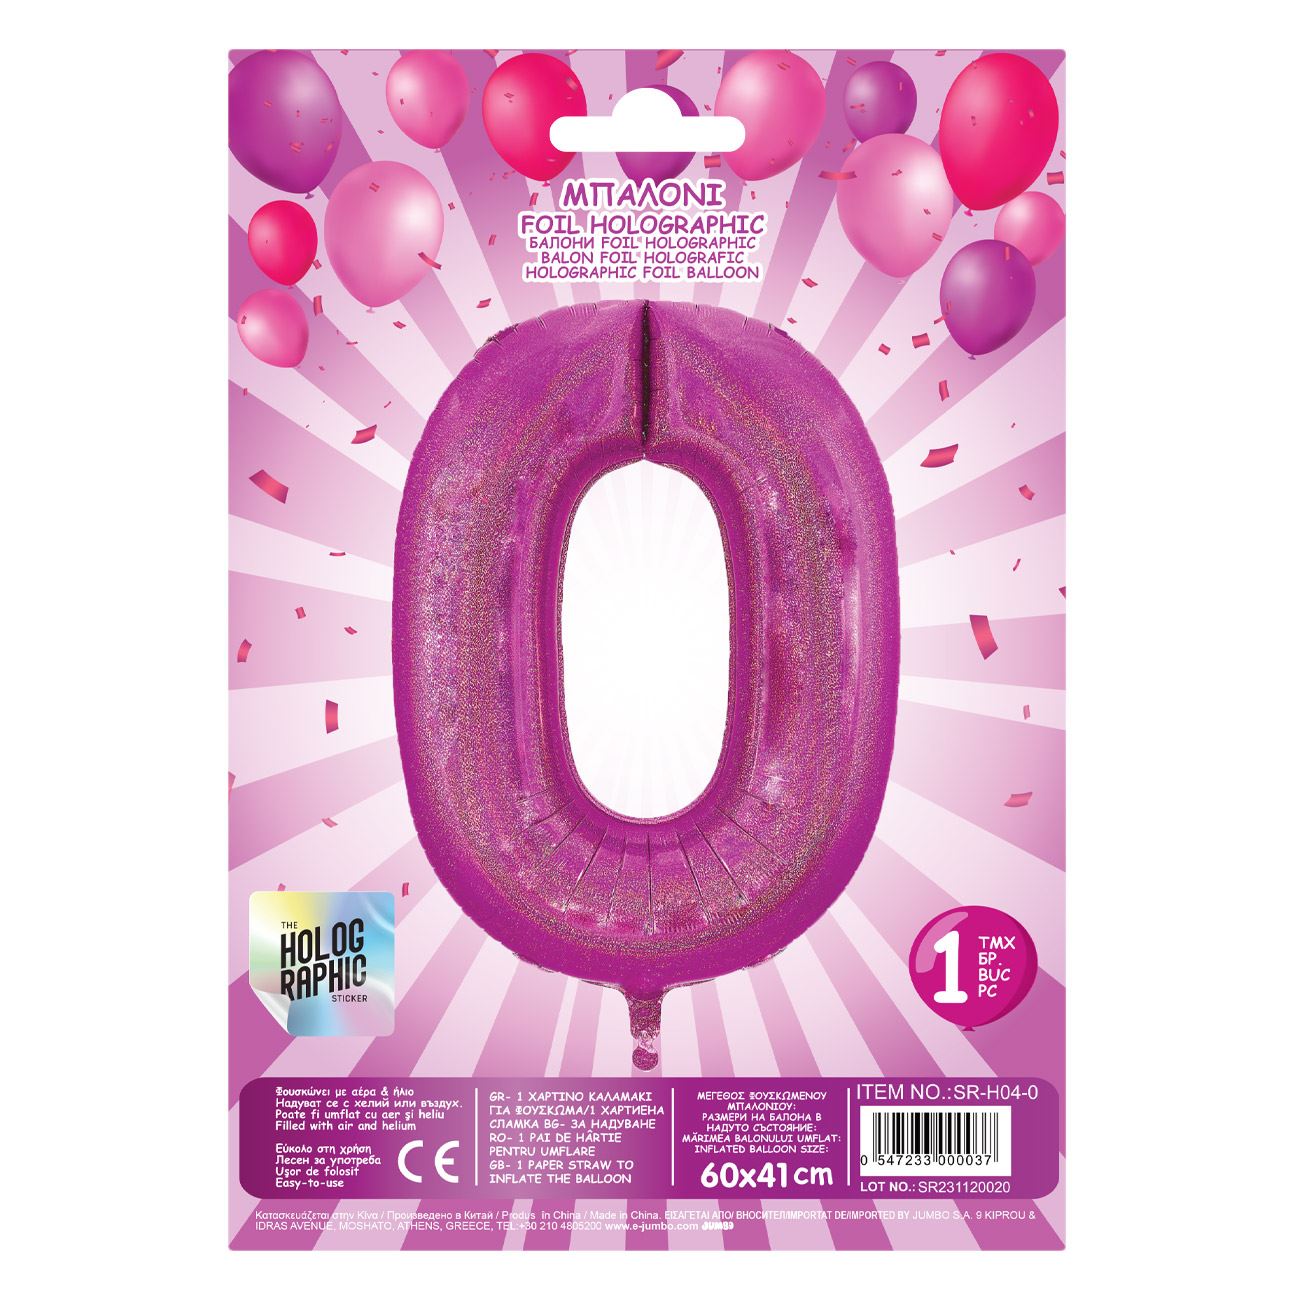 ΜΠΑΛΟΝΙ
FOIL HOLOGRAPHIC
БАЛОНИ FOIL HOLOGRAPHIC
BALON FOIL HOLOGRAFIC
HOLOGRAPHIC FOIL BALLOON
THE
HOLOG
RAPHIC
STICKER
1
ΤΜΧ
БР.
BUC
PC
Φουσκώνει με αέρα & ήλιο
Надуват се с хелий или въздух.
Poate fi umflat cu aer şi heliu
Filled with air and helium
Εύκολο στη χρήση
Лесен за употреба
Uşor de folosit
Easy-to-use
CE
GR- 1 ΧΑΡΤΙΝΟ ΚΑΛΑΜΑΚΙ
ΓΙΑ ΦΟΥΣΚΩΜΑ/1 ХАРТИЕНА
СЛАМКА BG- ЗА НАДУВАНЕ
RO- 1 PAI DE HÂRTIE
PENTRU UMFLARE
GB- 1 PAPER STRAW TO
INFLATE THE BALLOON
ΜΕΓΕΘΟΣ ΦΟΥΣΚΩΜΕΝΟΥ
ΜΠΑΛΟΝΙΟΥ:
РАЗМЕРИ НА БАЛОНА В
НАДУТО СЪСТОЯНИЕ:
MĂRIMEA BALONULUI UMFLAT:
INFLATED BALLOON SIZE:
60x41cm
ITEM NO.:SR-H04-0
0 547233 000037
LOT NO.: SR231120020
Κατασκευάζεται στην Κίνα / Произведено в Китай / Produs in China / Made in China. ΕΙΣΑΓΕΤΑΙ ΑΠΟ/ ВНОСИТЕЛ/IMPORTAT DE/IMPORTED BY JUMBO S.A. 9 KIPROU &
IDRAS AVENUE, MOSHATO, ATHENS, GREECE, TEL:+30 210 4805200 www.e-jumbo.com JUMBO